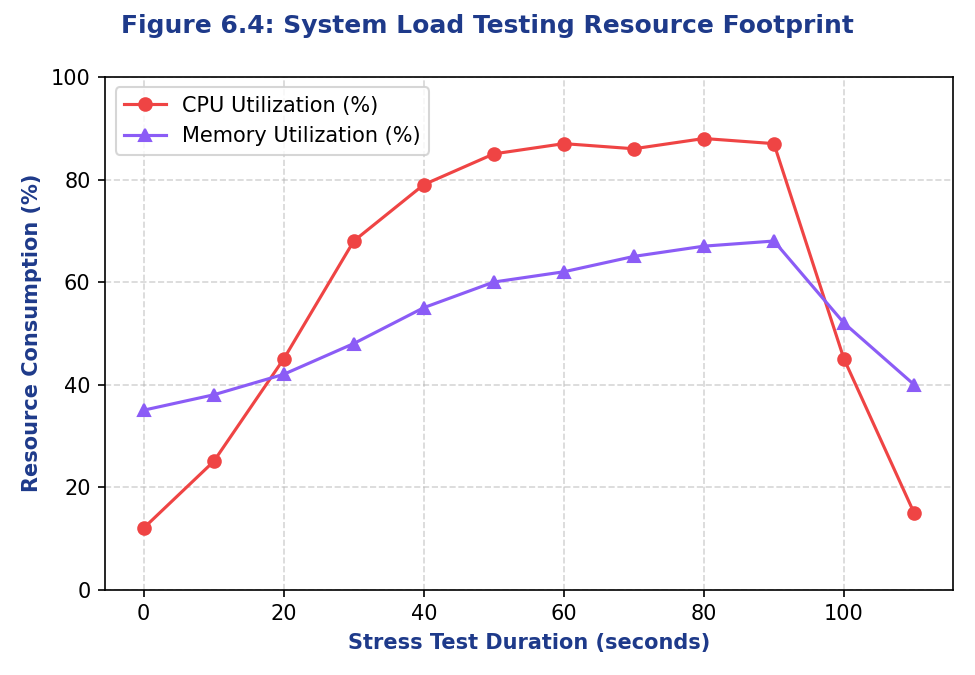 Figure 6.4: System Load Testing Resource Footprint
100
CPU Utilization (%)
Memory Utilization (%)
80
60
40
20
0
Resource Consumption (%)
0 20 40 60 80 100
Stress Test Duration (seconds)